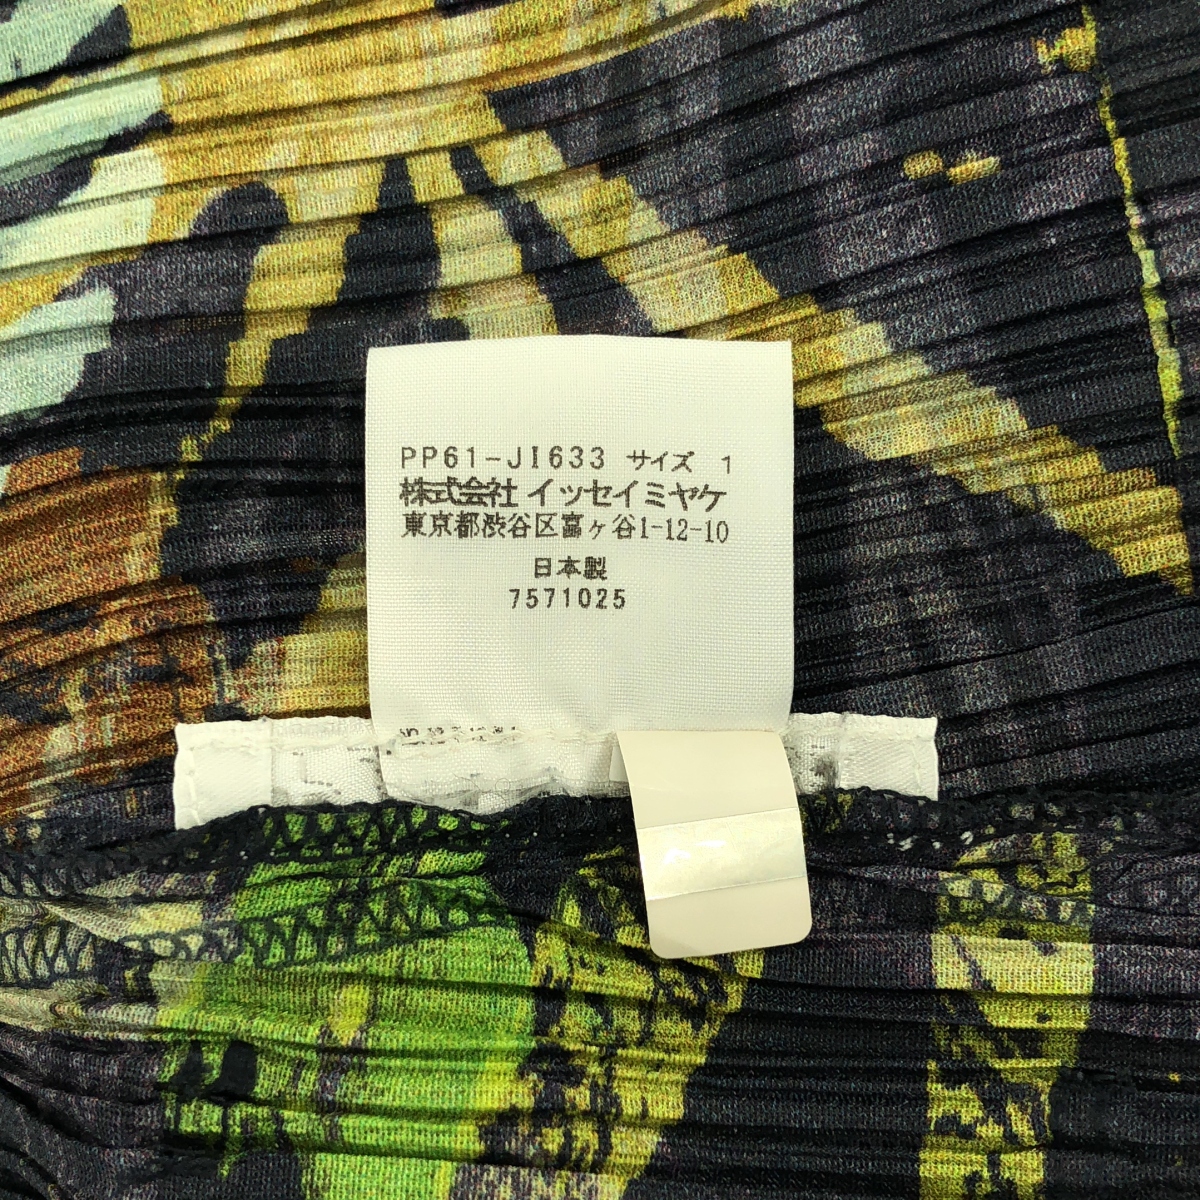 PP61-JI633 サイズ 1
株式会社 イッセイミヤケ
東京都渋谷区富ヶ谷1-12-10
日本製
7571025